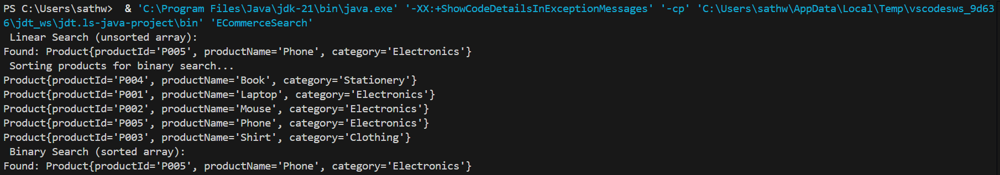 PS C:\Users\sathw>  & 'C:\Program Files\Java\jdk-21\bin\java.exe' '-XX:+ShowCodeDetailsInExceptionMessages' '-cp' 'C:\Users\sathw\AppData\Local\Temp\vscodesws_9d63
6\jdt_ws\jdt.ls-java-project\bin' 'ECommerceSearch'
 Linear Search (unsorted array):
Found: Product{productId='P005', productName='Phone', category='Electronics'}
 Sorting products for binary search...
Product{productId='P004', productName='Book', category='Stationery'}
Product{productId='P001', productName='Laptop', category='Electronics'}
Product{productId='P002', productName='Mouse', category='Electronics'}
Product{productId='P005', productName='Phone', category='Electronics'}
Product{productId='P003', productName='Shirt', category='Clothing'}
 Binary Search (sorted array):
Found: Product{productId='P005', productName='Phone', category='Electronics'}